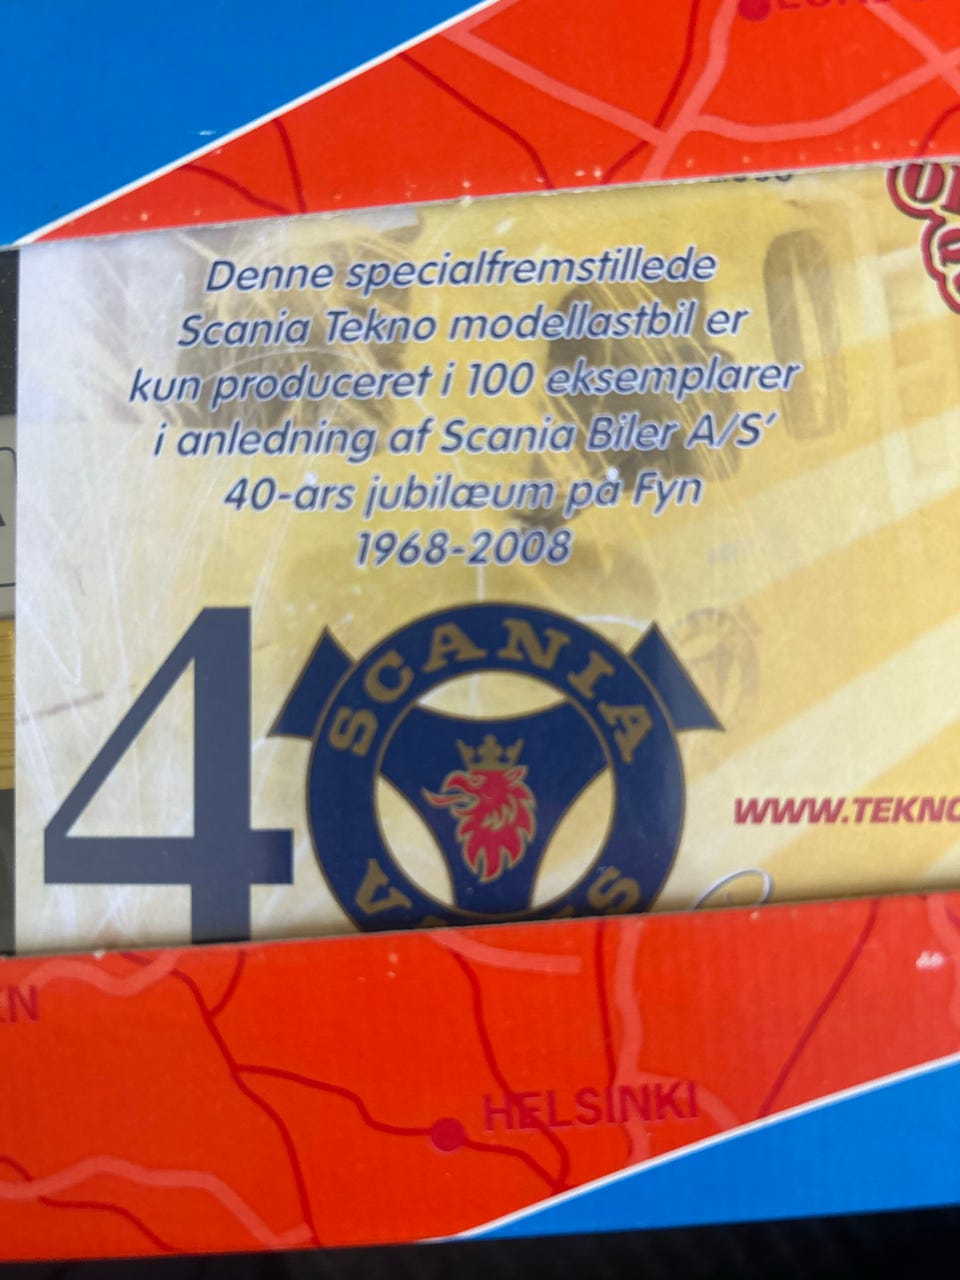 Denne specialfremstillede
Scania Tekno modellastbil er
kun produceret i 100 eksemplarer
i anledning af Scania Biler A/S'
40-års jubilæum på Fyn
1968-2008
4
SCANIA
WWW.TEKNO
HELSINKI